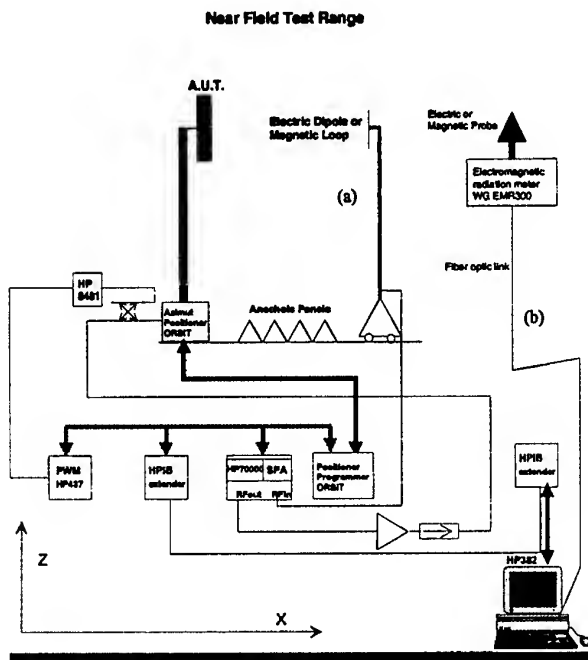 Near Field Test Range
A.U.T.
Electric Dipole or
Magnetic Loop
Electric or
Magnetic Probe
Electromagnetic
radiation meter
WG EMR300
(a)
Fiber optic link
HP
8481
Azimut
Positioner
ORBIT
Anechoic Panels
(b)
PWM
HP437
HPIB
extender
HP70000 SPA
RFout RFin
Positioner
Programmer
ORBIT
HPIB
extender
HP382
Z
X